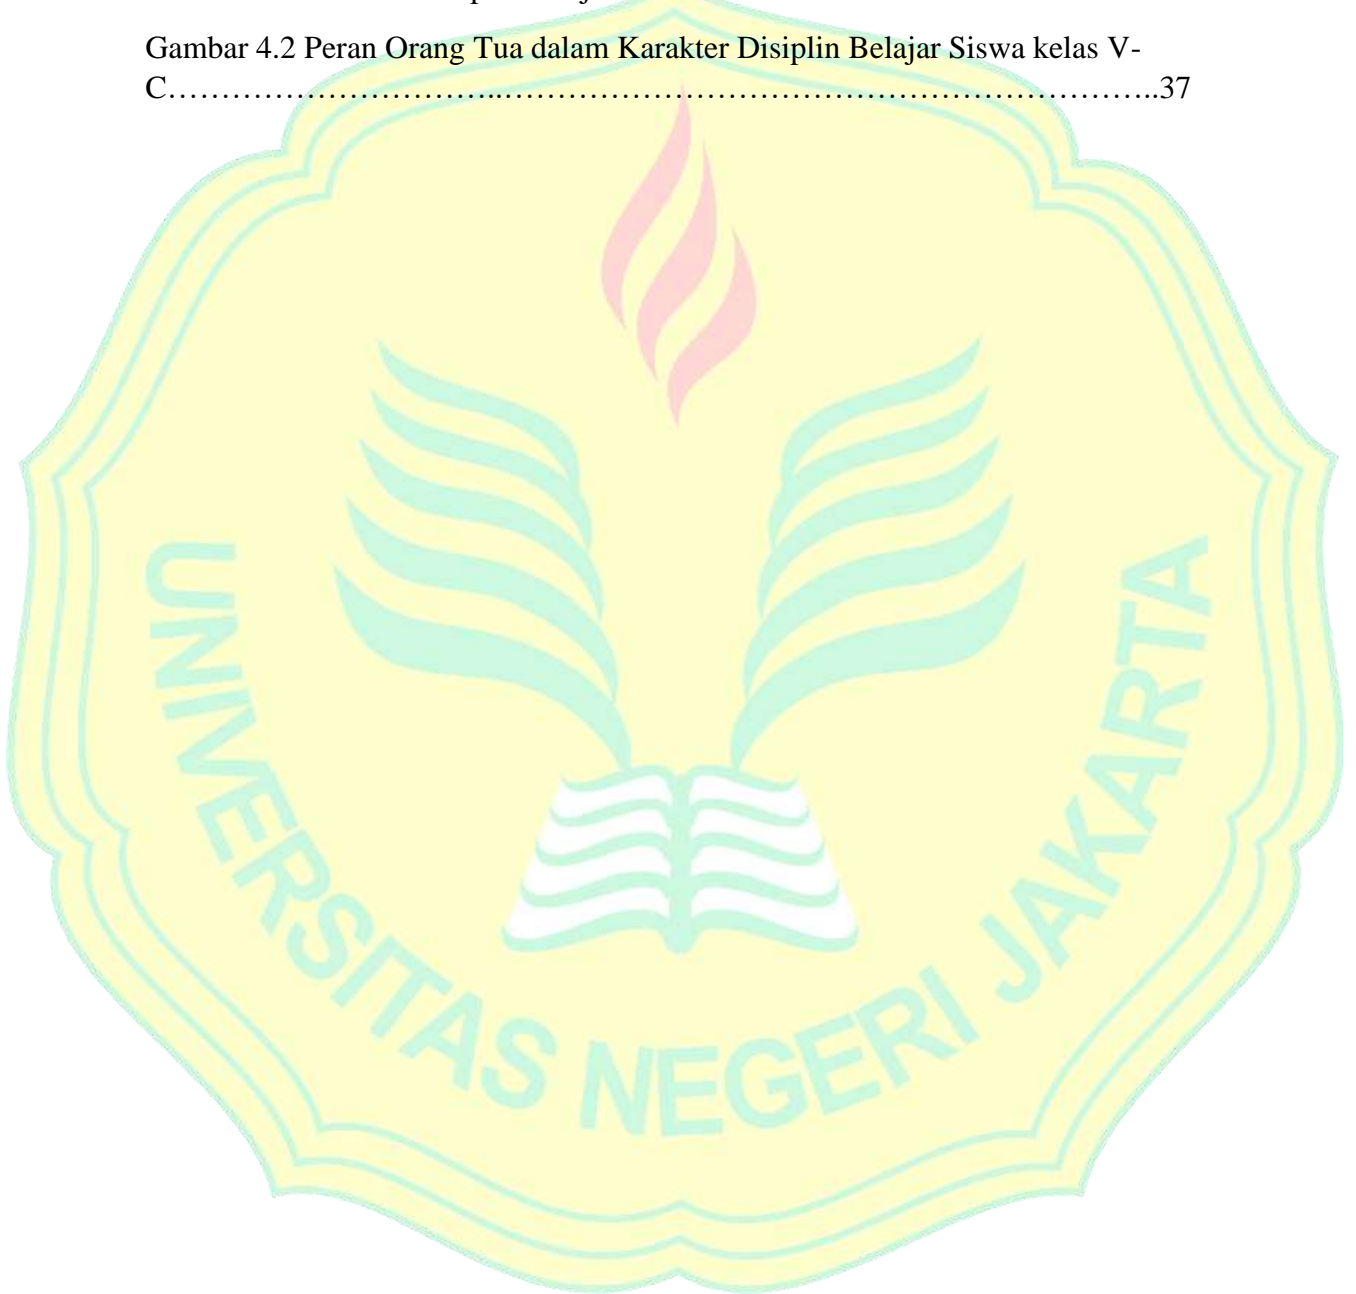 Gambar 4.2 Peran Orang Tua dalam Karakter Disiplin Belajar Siswa kelas V-
C…………………………..……………………………………………………..37
UNIVERSITAS NEGERI JAKARTA